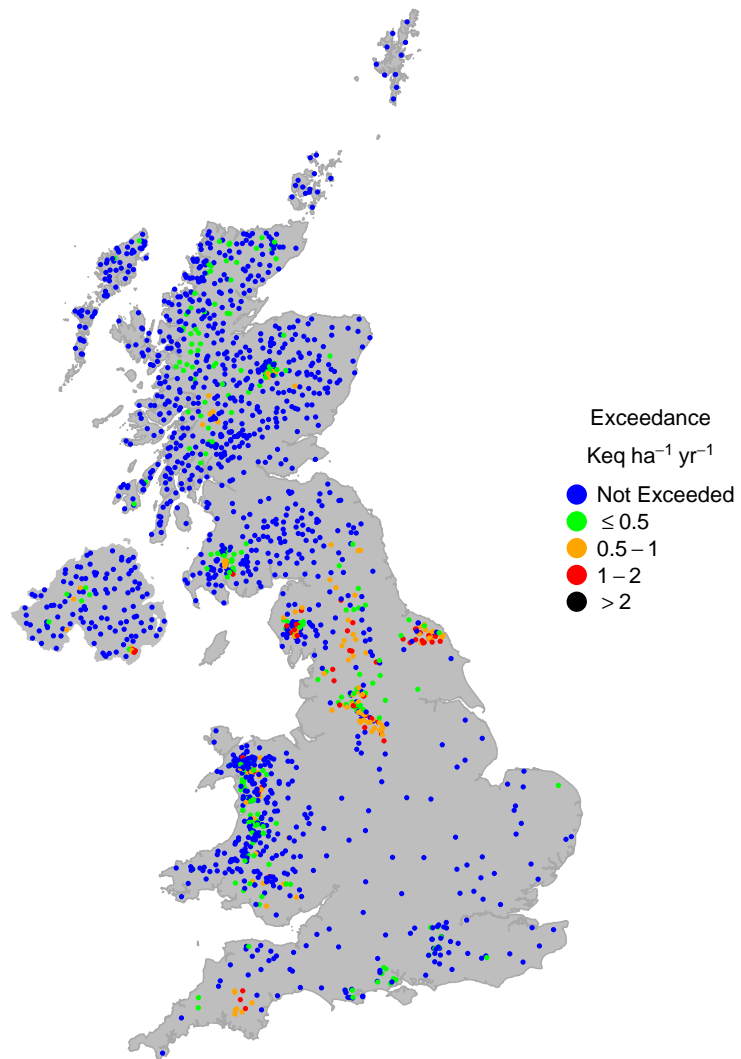 Exceedance
Keq ha⁻¹ yr⁻¹
Not Exceeded
≤ 0.5
0.5 − 1
1 − 2
> 2